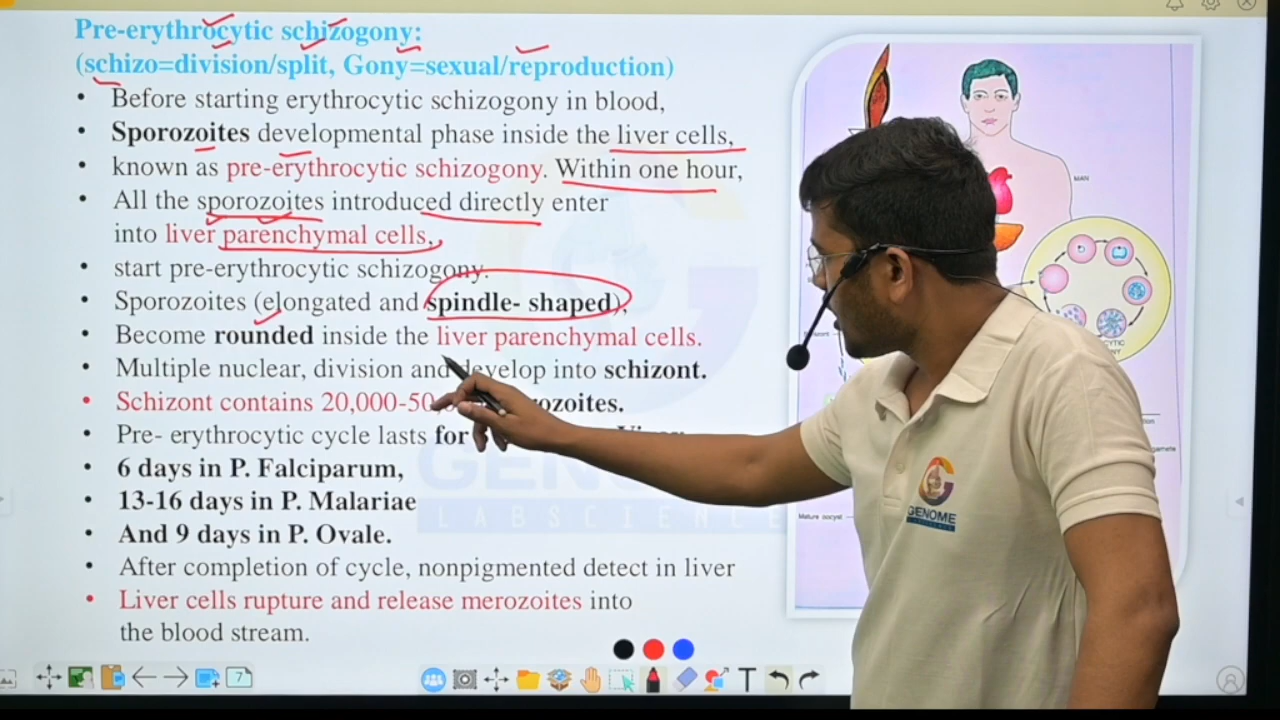 Pre-erythrocytic schizogony:
(schizo=division/split, Gony=sexual/reproduction)
• Before starting erythrocytic schizogony in blood,
• Sporozoites developmental phase inside the liver cells,
• known as pre-erythrocytic schizogony. Within one hour,
• All the sporozoites introduced directly enter
into liver parenchymal cells,
• start pre-erythrocytic schizogony.
• Sporozoites (elongated and spindle- shaped),
• Become rounded inside the liver parenchymal cells.
• Multiple nuclear, division and develop into schizont.
• Schizont contains 20,000-50,
• Pre- erythrocytic cycle lasts for
• 6 days in P. Falciparum,
• 13-16 days in P. Malariae
• And 9 days in P. Ovale.
• After completion of cycle, nonpigmented detect in liver
• Liver cells rupture and release merozoites into
the blood stream.
MAN
Mature oocyst
GENOME
LABSCIENCE
GENOME
7
T